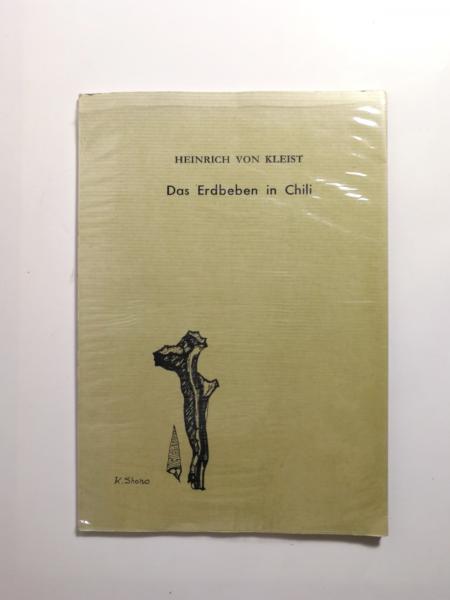 HEINRICH VON KLEIST
Das Erdbeben in Chili
K. Shono